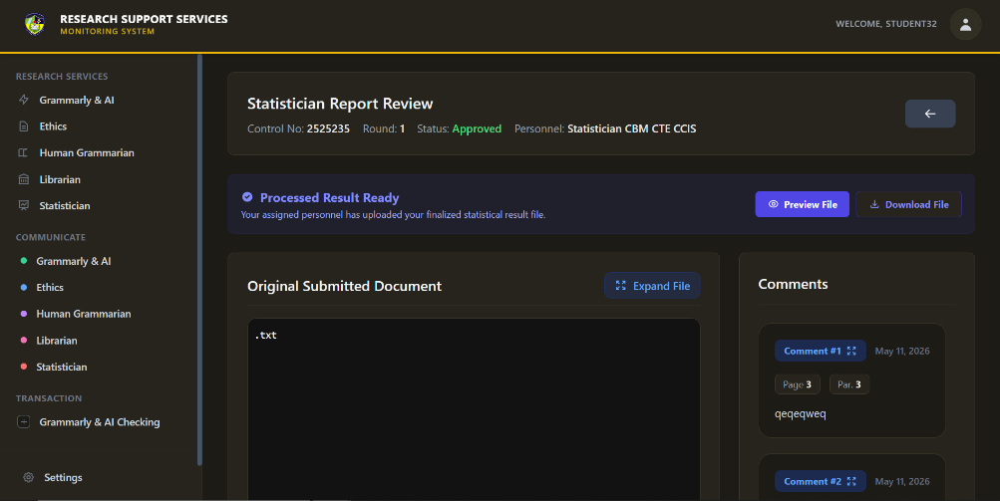 RESEARCH SUPPORT SERVICES
MONITORING SYSTEM
WELCOME, STUDENT32
RESEARCH SERVICES
Grammarly & AI
Ethics
Human Grammarian
Librarian
Statistician
COMMUNICATE
Grammarly & AI
Ethics
Human Grammarian
Librarian
Statistician
TRANSACTION
Grammarly & AI Checking
Settings
Statistician Report Review
Control No: 2525235 Round: 1 Status: Approved Personnel: Statistician CBM CTE CCIS
Processed Result Ready
Your assigned personnel has uploaded your finalized statistical result file.
Preview File
Download File
Original Submitted Document
Expand File
.txt
Comments
Comment #1 May 11, 2026
Page 3 Par. 3
qeqeqweq
Comment #2 May 11, 2026